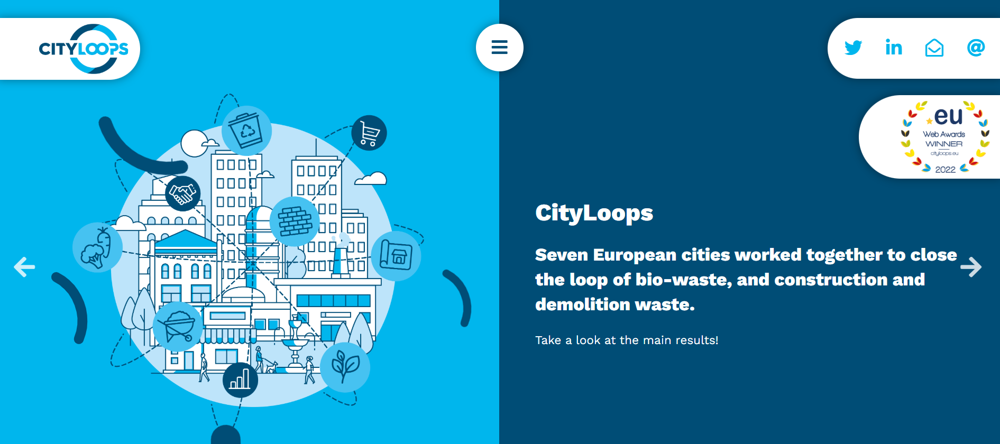 CITYLOOPS
eu
Web Awards
WINNER
cityloops.eu
2022
CityLoops
Seven European cities worked together to close
the loop of bio-waste, and construction and
demolition waste.
Take a look at the main results!